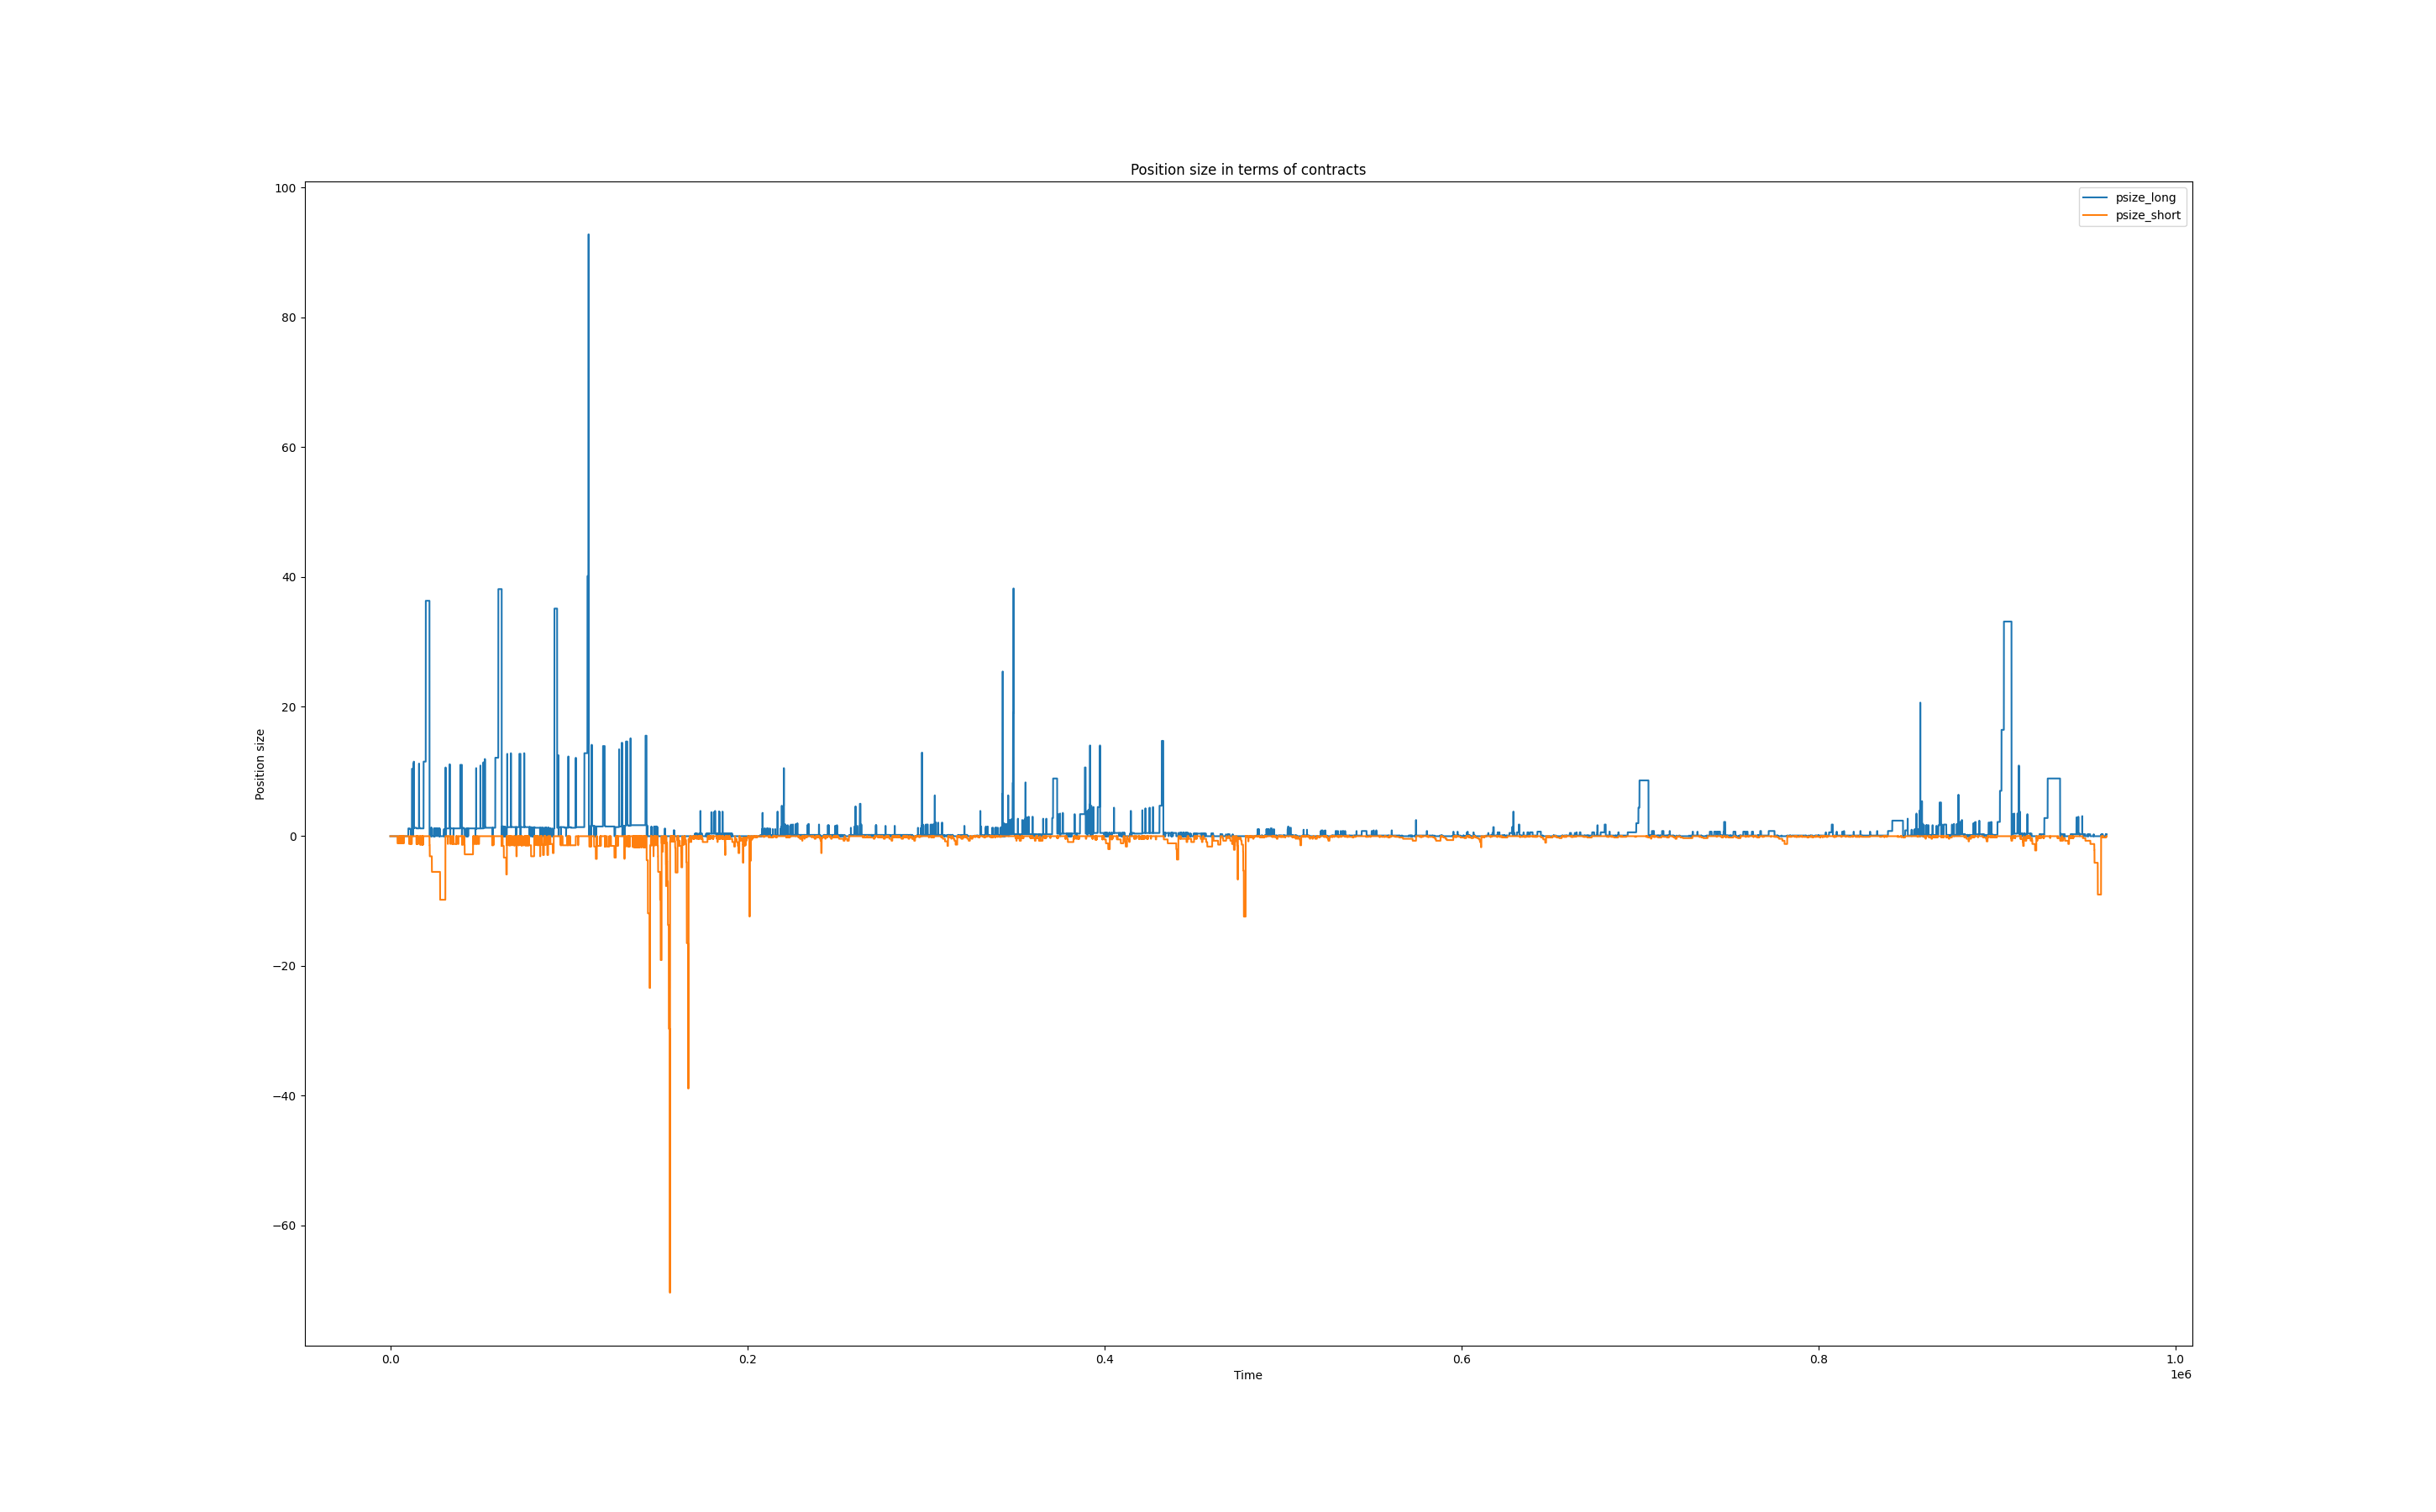 Position size in terms of contracts
psize_long
psize_short
Position size
100
80
60
40
20
0
−20
−40
−60
0.0
0.2
0.4
0.6
0.8
1.0
1e6
Time